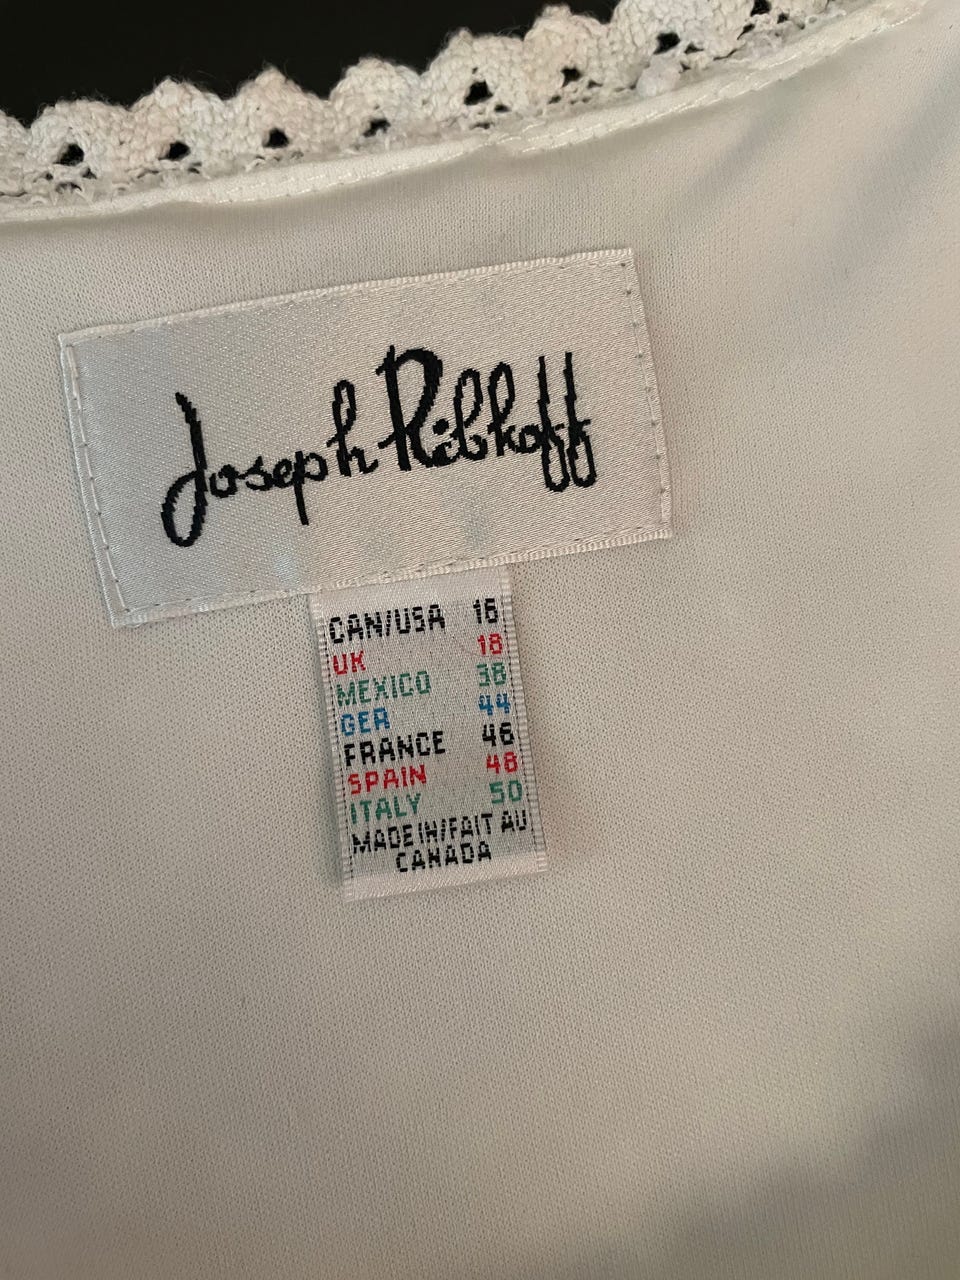 Joseph Ribkoff
CAN/USA 16
UK 18
MEXICO 38
GER 44
FRANCE 46
SPAIN 48
ITALY 50
MADE IN/FAIT AU
CANADA